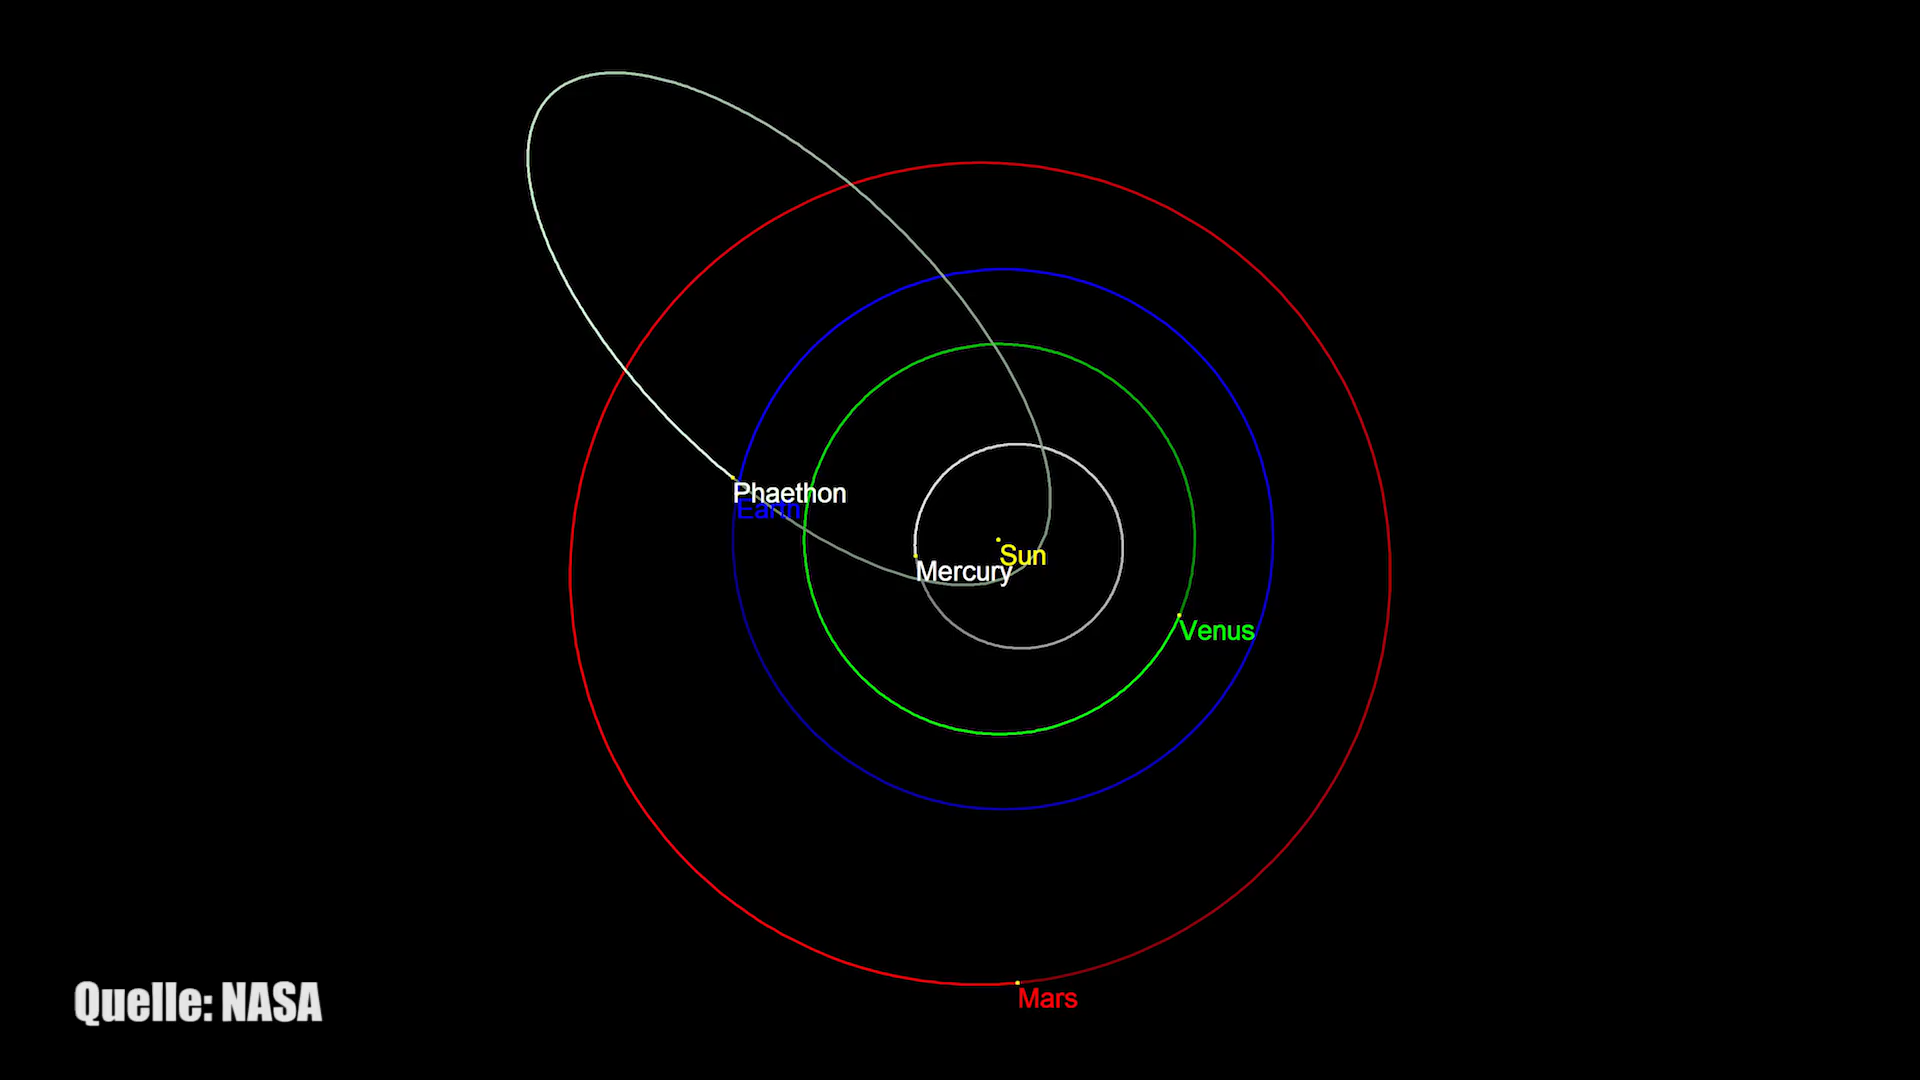 Phaethon
Earth
Sun
Mercury
Venus
Quelle: NASA
Mars